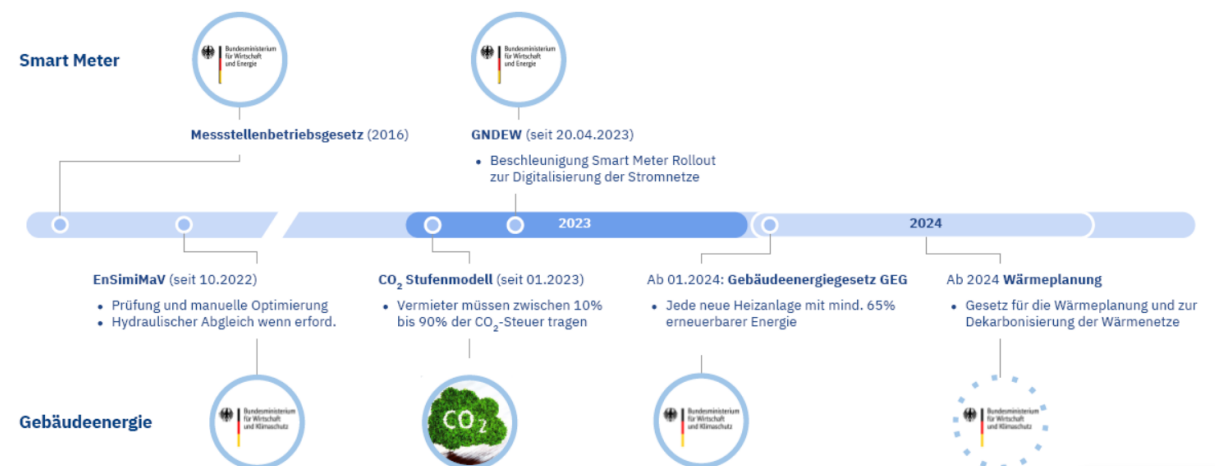 Smart Meter
Bundesministerium
für Wirtschaft
und Energie
Bundesministerium
für Wirtschaft
und Energie
Messstellenbetriebsgesetz (2016)
GNDEW (seit 20.04.2023)
• Beschleunigung Smart Meter Rollout
zur Digitalisierung der Stromnetze
2023
2024
EnSimiMaV (seit 10.2022)
• Prüfung und manuelle Optimierung
• Hydraulischer Abgleich wenn erford.
CO₂ Stufenmodell (seit 01.2023)
• Vermieter müssen zwischen 10%
bis 90% der CO₂-Steuer tragen
Ab 01.2024: Gebäudeenergiegesetz GEG
• Jede neue Heizanlage mit mind. 65%
erneuerbarer Energie
Ab 2024 Wärmeplanung
• Gesetz für die Wärmeplanung und zur
Dekarbonisierung der Wärmenetze
Gebäudeenergie
Bundesministerium
für Wirtschaft
und Klimaschutz
CO₂
Bundesministerium
für Wirtschaft
und Klimaschutz
Bundesministerium
für Wirtschaft
und Klimaschutz